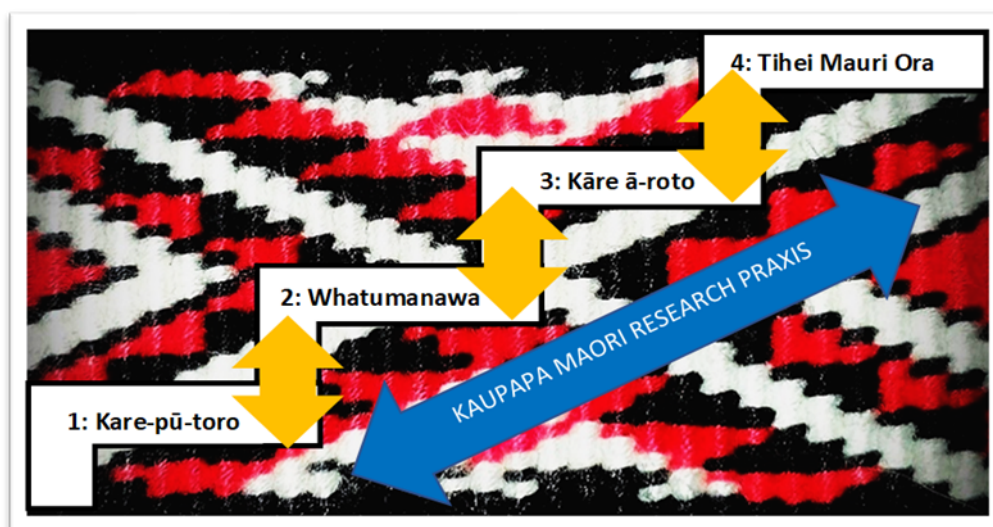 4: Tihei Mauri Ora
3: Kāre ā-roto
2: Whatumanawa
1: Kare-pū-toro
KAUPAPA MAORI RESEARCH PRAXIS